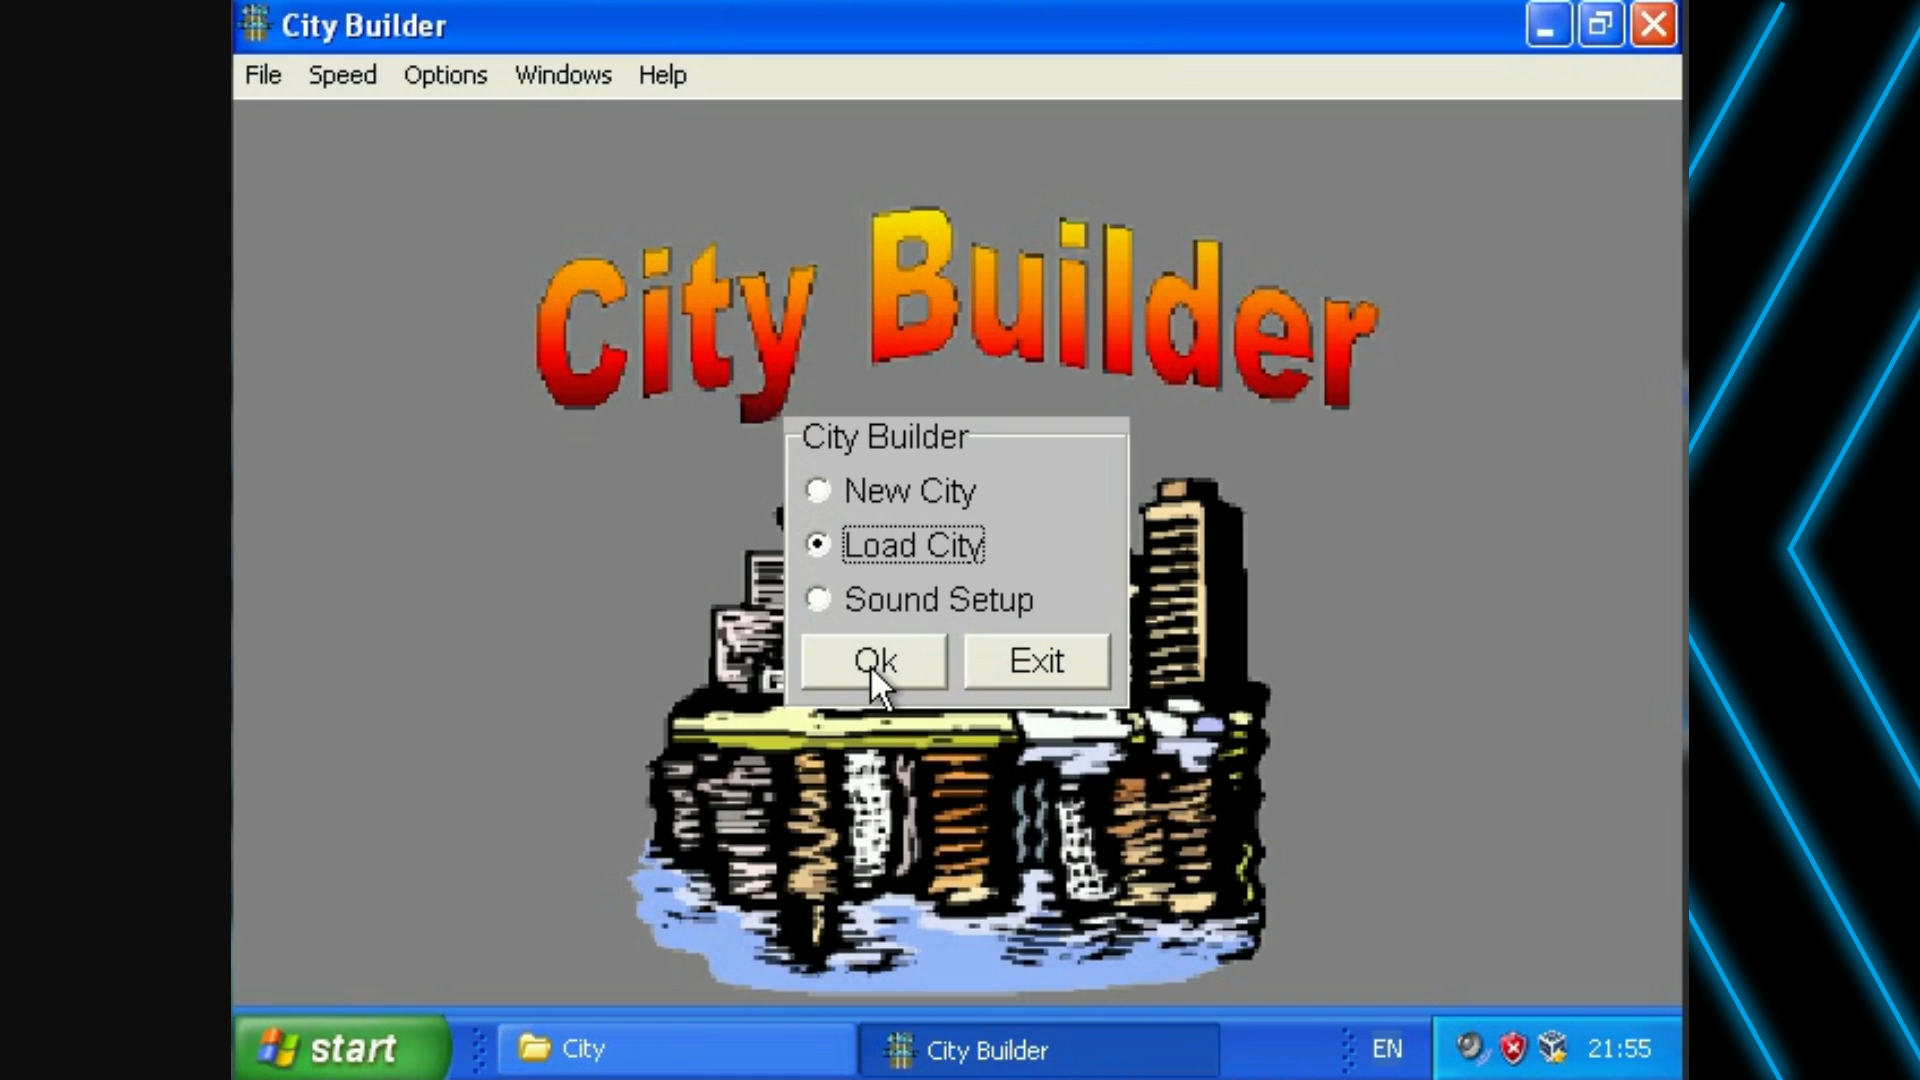 City Builder
File Speed Options Windows Help
City Builder
City Builder
New City
Load City
Sound Setup
Ok Exit
start City City Builder EN 21:55